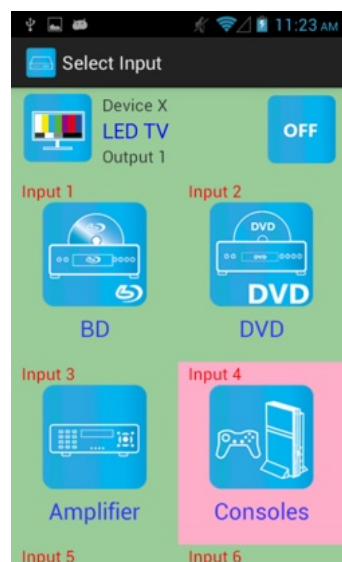 11:23 AM
Select Input
Device X
LED TV
Output 1
OFF
Input 1
Input 2
DVD
DVD
DVD
BD
DVD
Input 3
Input 4
Amplifier
Consoles
Input 5
Input 6